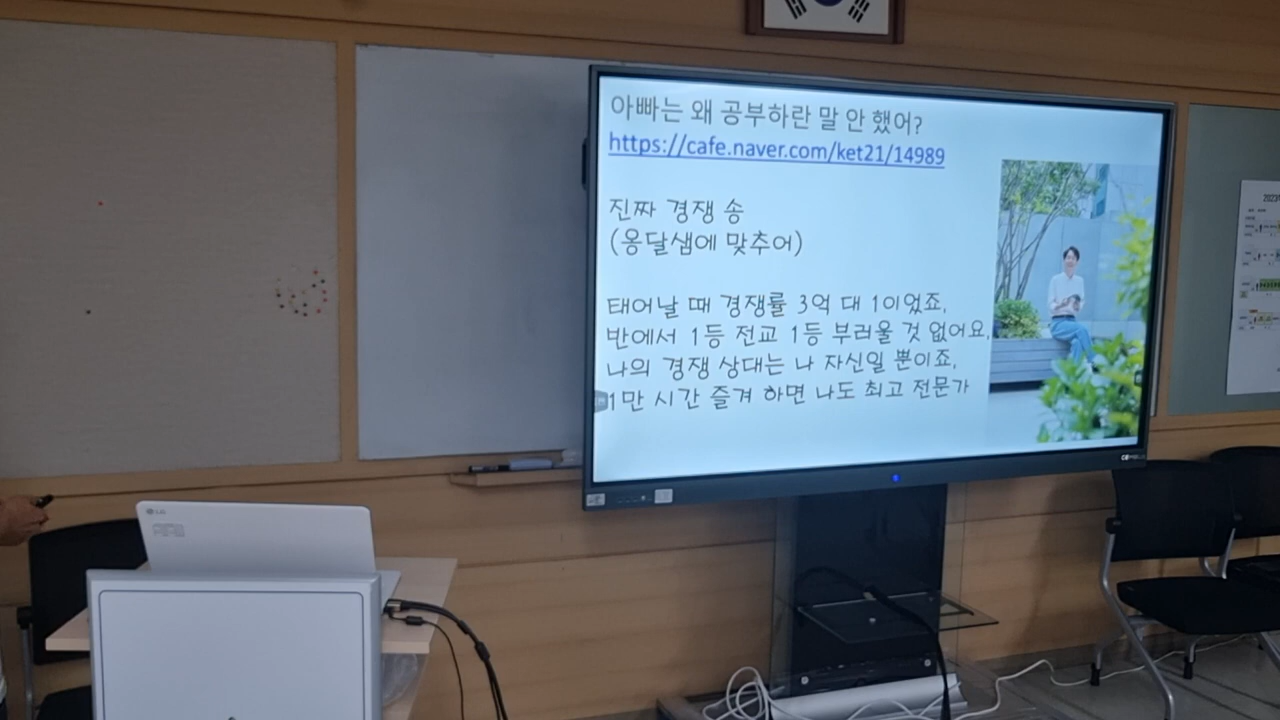 아빠는 왜 공부하란 말 안 했어?
https://cafe.naver.com/ket21/14989
진짜 경쟁 송
(옹달샘에 맞추어)
태어날 때 경쟁률 3억 대 1이었죠,
반에서 1등 전교 1등 부러울 것 없어요,
나의 경쟁 상대는 나 자신일 뿐이죠,
1만 시간 즐겨 하면 나도 최고 전문가
LG